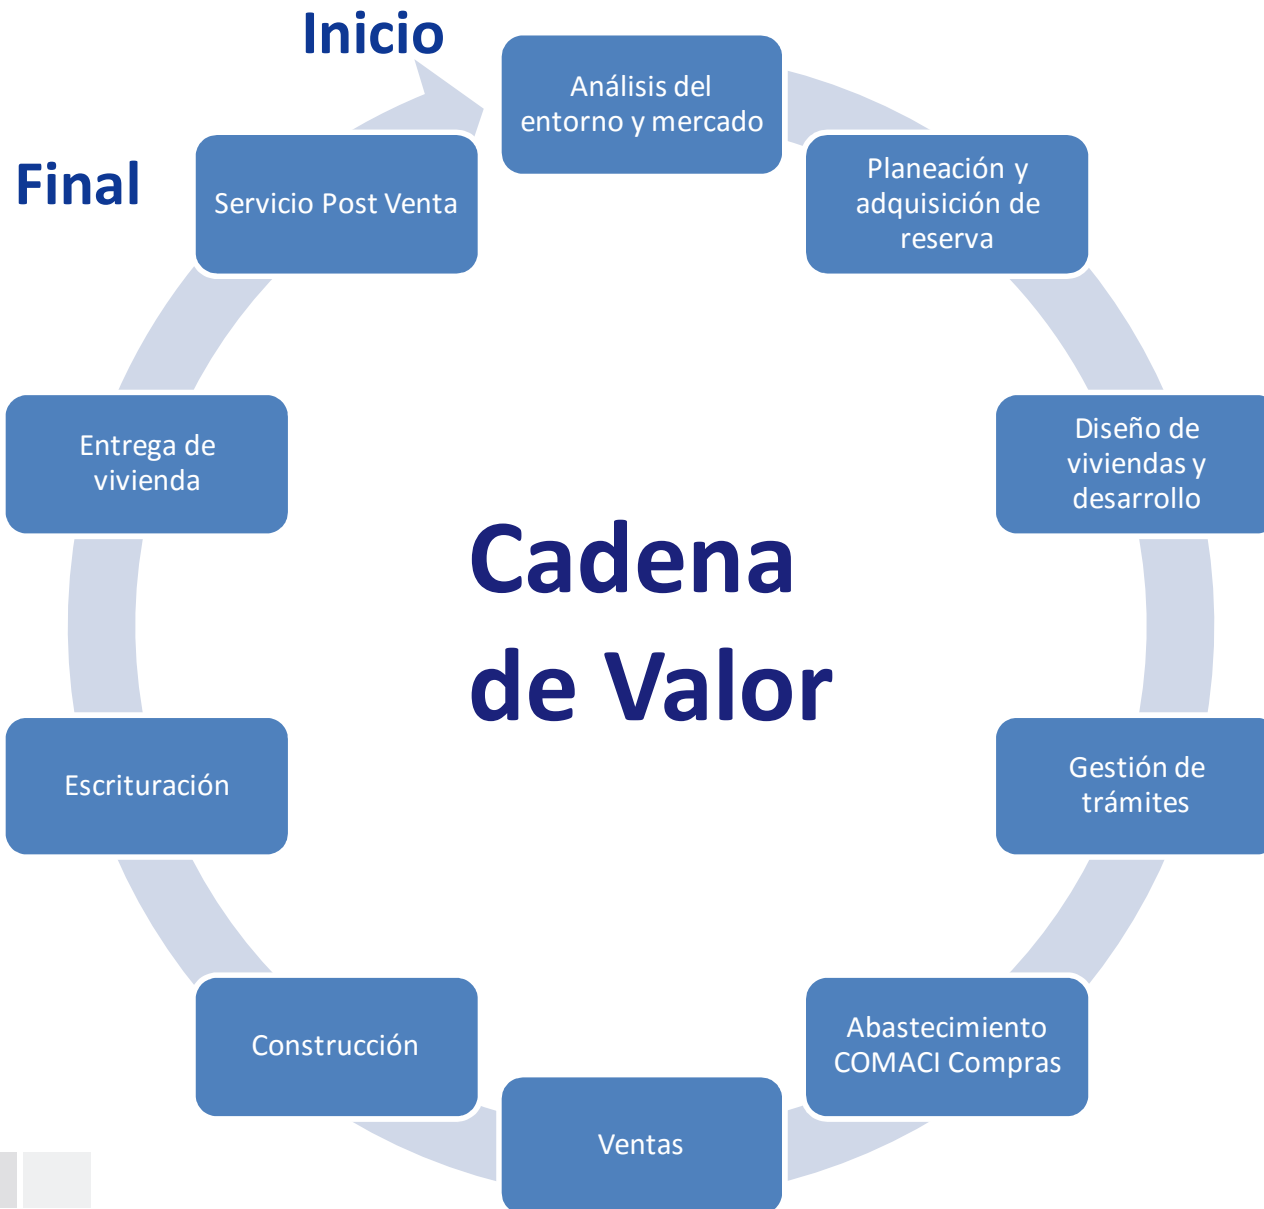 Inicio
Análisis del
entorno y mercado
Planeación y
adquisición de
reserva
Diseño de
viviendas y
desarrollo
Gestión de
trámites
Abastecimiento
COMACI Compras
Ventas
Construcción
Escrituración
Entrega de
vivienda
Servicio Post Venta
Final
Cadena
de Valor